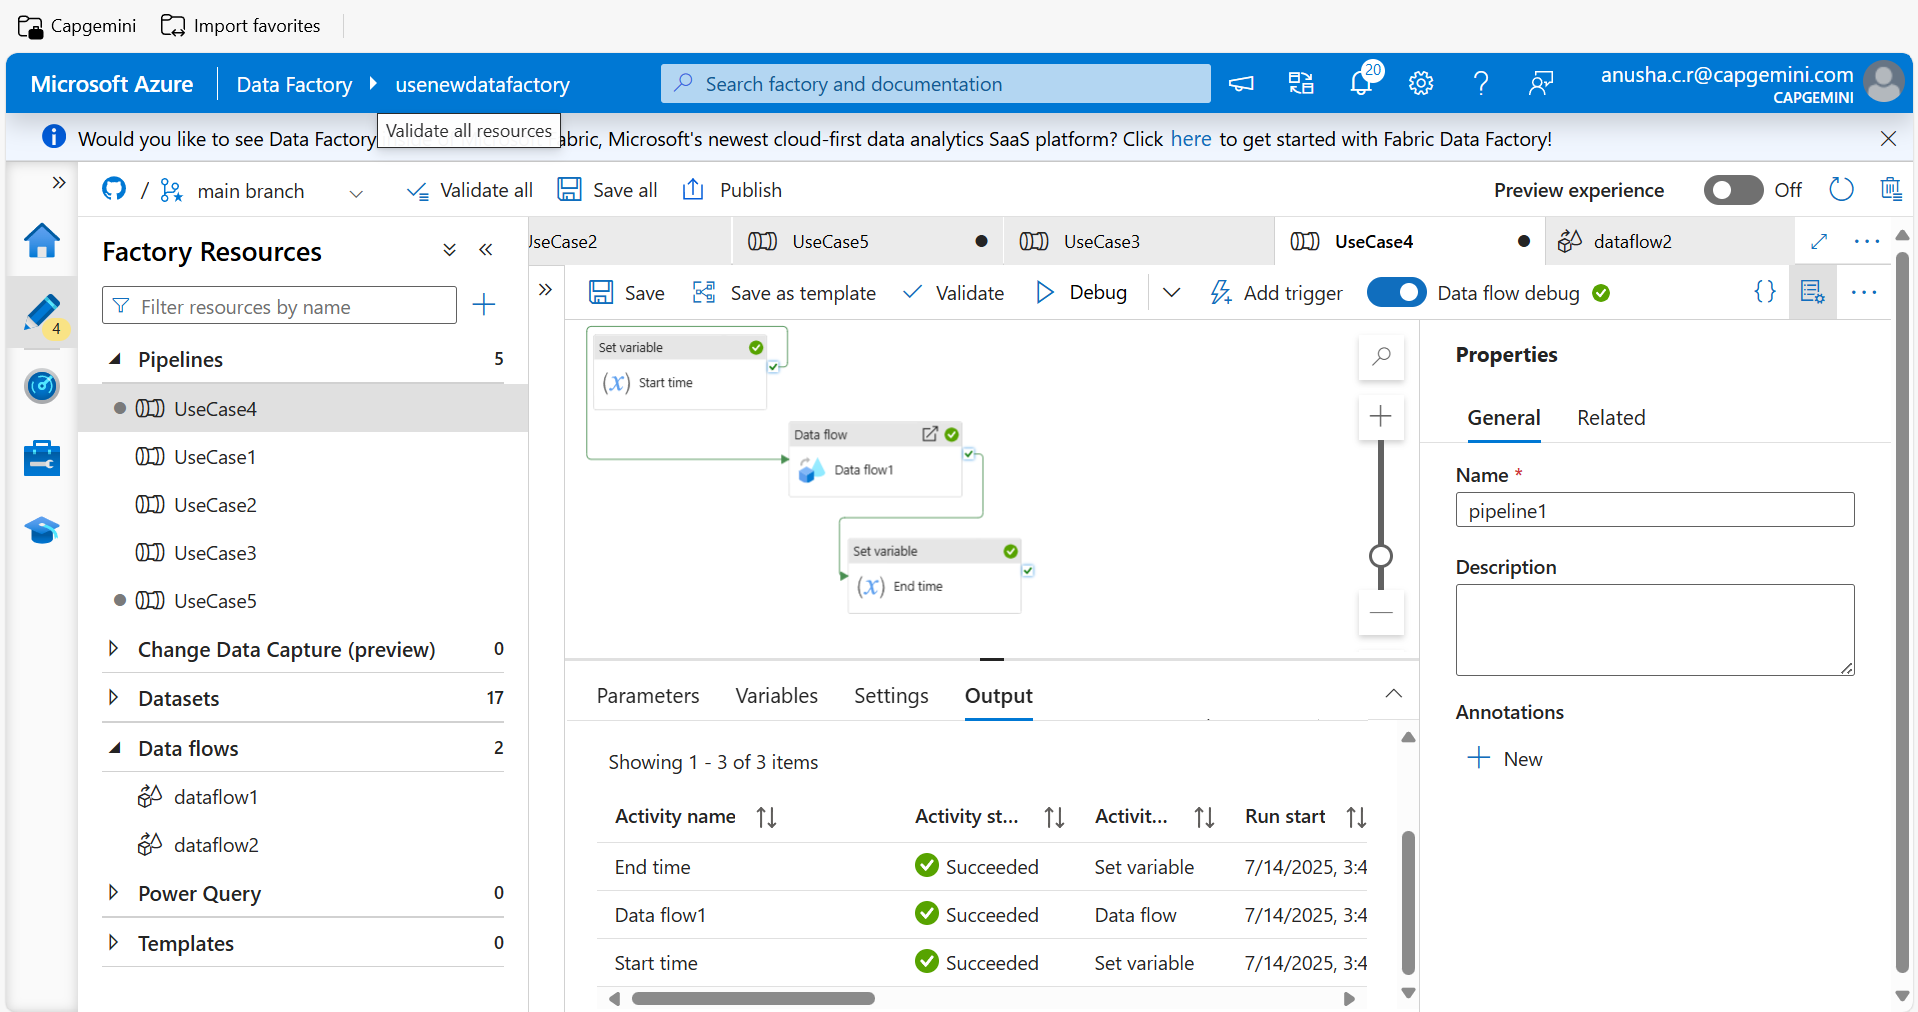 Capgemini
Import favorites
Microsoft Azure
Data Factory
usenewdatafactory
Search factory and documentation
20
anusha.c.r@capgemini.com
CAPGEMINI
Validate all resources
Would you like to see Data Factory abric, Microsoft's newest cloud-first data analytics SaaS platform? Click here to get started with Fabric Data Factory!
/ main branch
Validate all
Save all
Publish
Preview experience
Off
4
Factory Resources
Filter resources by name
Pipelines 5
UseCase4
UseCase1
UseCase2
UseCase3
UseCase5
Change Data Capture (preview) 0
Datasets 17
Data flows 2
dataflow1
dataflow2
Power Query 0
Templates 0
UseCase2
UseCase5
UseCase3
UseCase4
dataflow2
Save
Save as template
Validate
Debug
Add trigger
Data flow debug
{}
Set variable
(x) Start time
Data flow
Data flow1
Set variable
(x) End time
Parameters
Variables
Settings
Output
Showing 1 - 3 of 3 items
Activity name
Activity st...
Activit...
Run start
End time Succeeded Set variable 7/14/2025, 3:4
Data flow1 Succeeded Data flow 7/14/2025, 3:4
Start time Succeeded Set variable 7/14/2025, 3:4
Properties
General
Related
Name *
pipeline1
Description
Annotations
New